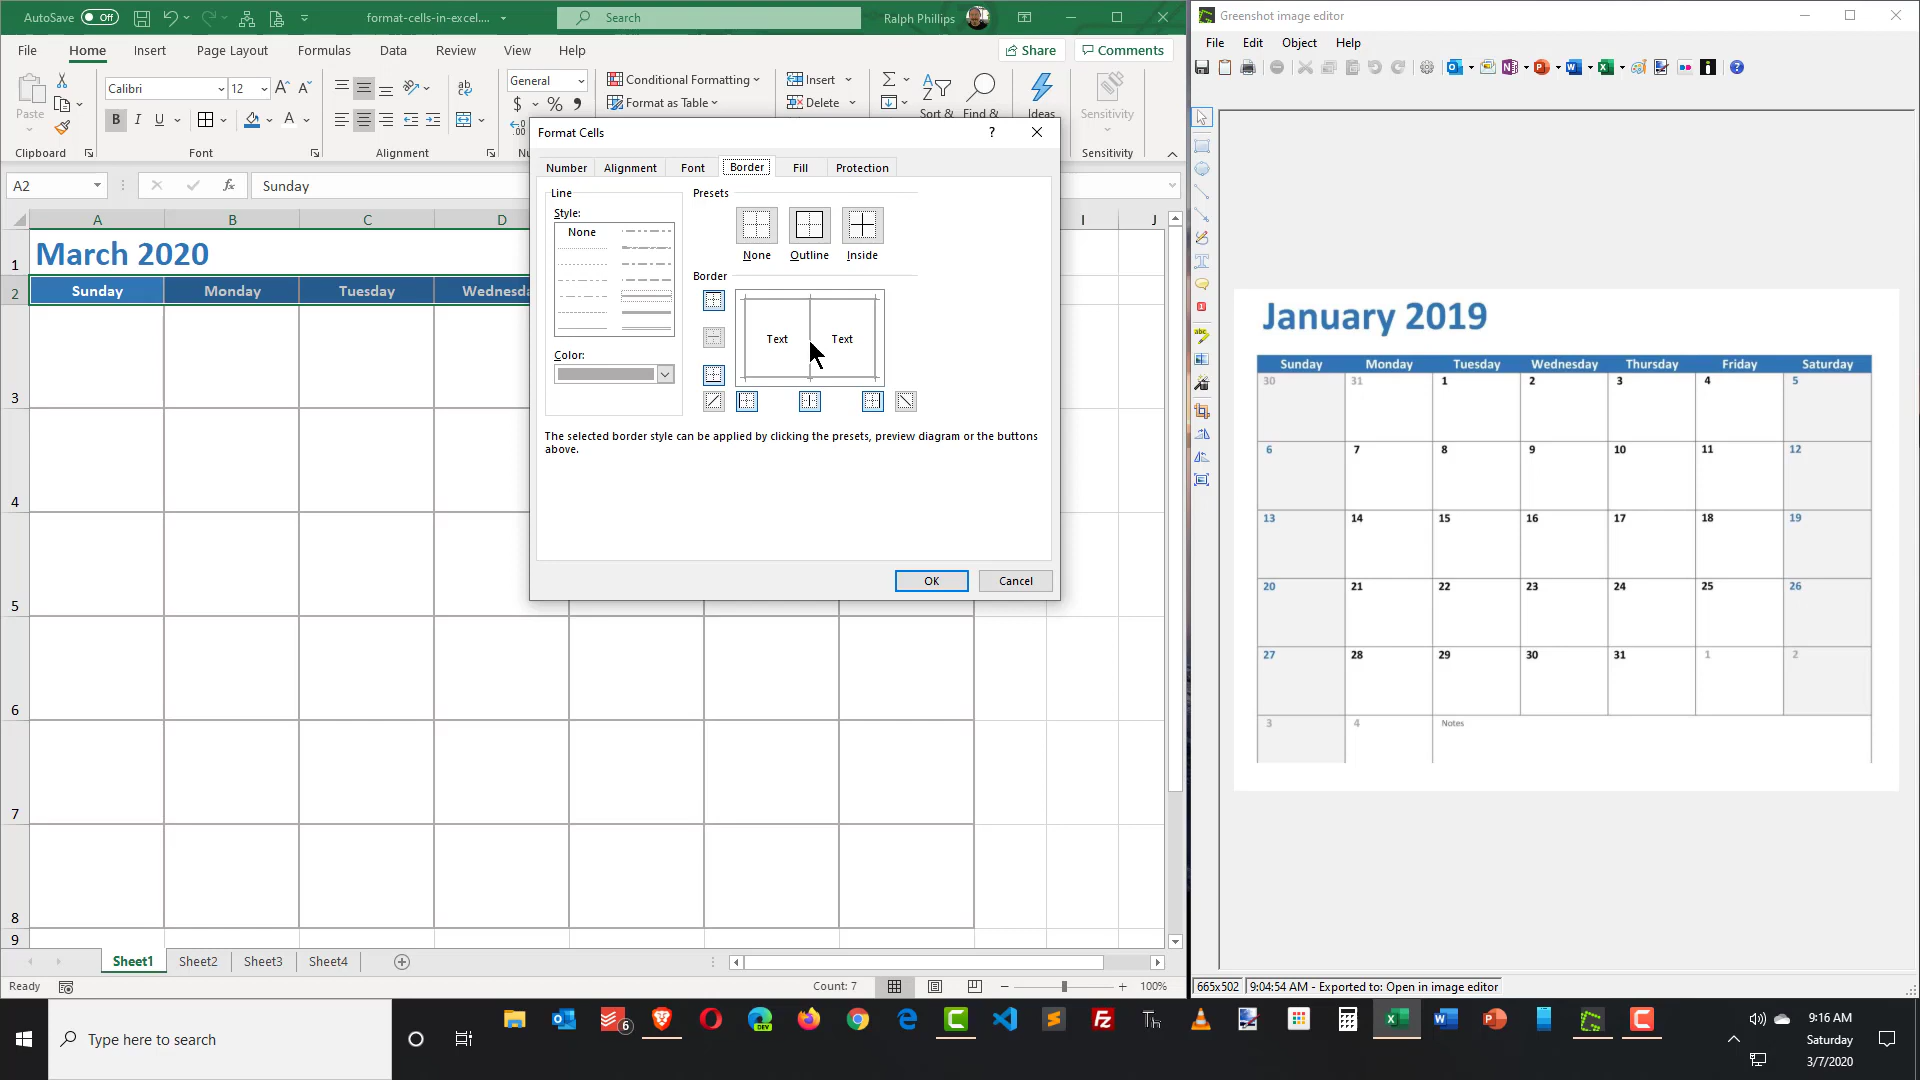 AutoSave Off format-cells-in-excel.... Search Ralph Phillips
File Home Insert Page Layout Formulas Data Review View Help Share Comments
Paste Calibri 12 General Conditional Formatting Insert
Format as Table Delete Sort & Find & Ideas Sensitivity
Clipboard Font Alignment Sensitivity
A2 Sunday
A B C D I J
1 March 2020
2 Sunday Monday Tuesday
3
4
5
6
7
8
9
Format Cells
Number Alignment Font Border Fill Protection
Line
Style:
None
Color:
Presets
None Outline Inside
Border
Text Text
The selected border style can be applied by clicking the presets, preview diagram or the buttons
above.
OK Cancel
Sheet1 Sheet2 Sheet3 Sheet4
Ready Count: 7 100%
Greenshot image editor
File Edit Object Help
January 2019
Sunday Monday Tuesday Wednesday Thursday Friday Saturday
30 31 1 2 3 4 5
6 7 8 9 10 11 12
13 14 15 16 17 18 19
20 21 22 23 24 25 26
27 28 29 30 31 1 2
3 4 Notes
665x502 9:04:54 AM - Exported to: Open in image editor
Type here to search
6
DEV
9:16 AM
Saturday
3/7/2020